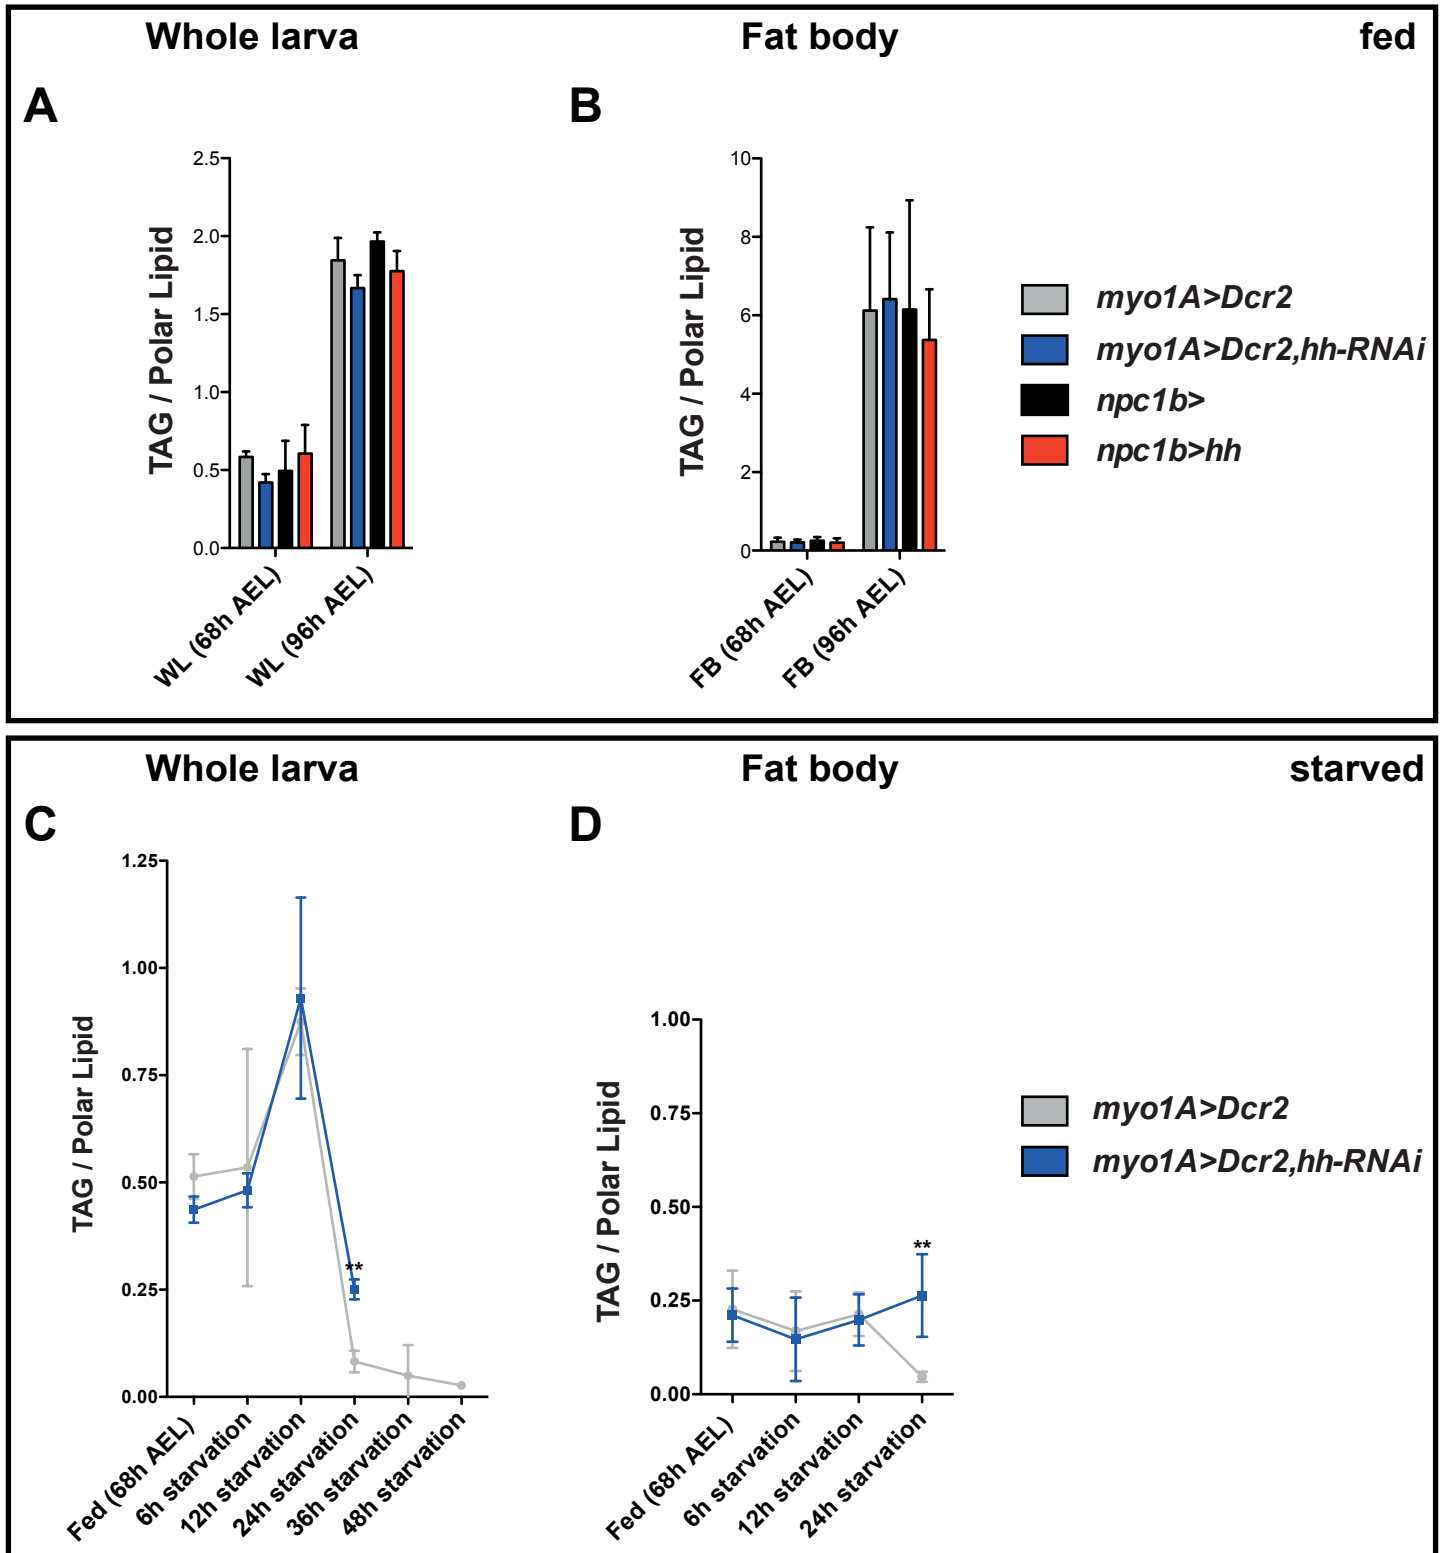 Whole larva
Fat body
fed
A
B
TAG / Polar Lipid
2.5
2.0
1.5
1.0
0.5
0.0
WL (68h AEL)
WL (96h AEL)
TAG / Polar Lipid
10
8
6
4
2
0
FB (68h AEL)
FB (96h AEL)
myo1A>Dcr2
myo1A>Dcr2,hh-RNAi
npc1b>
npc1b>hh
Whole larva
Fat body
starved
C
D
TAG / Polar Lipid
1.25
1.00
0.75
0.50
0.25
0.00
**
Fed (68h AEL)
6h starvation
12h starvation
24h starvation
36h starvation
48h starvation
TAG / Polar Lipid
1.00
0.75
0.50
0.25
0.00
**
Fed (68h AEL)
6h starvation
12h starvation
24h starvation
myo1A>Dcr2
myo1A>Dcr2,hh-RNAi